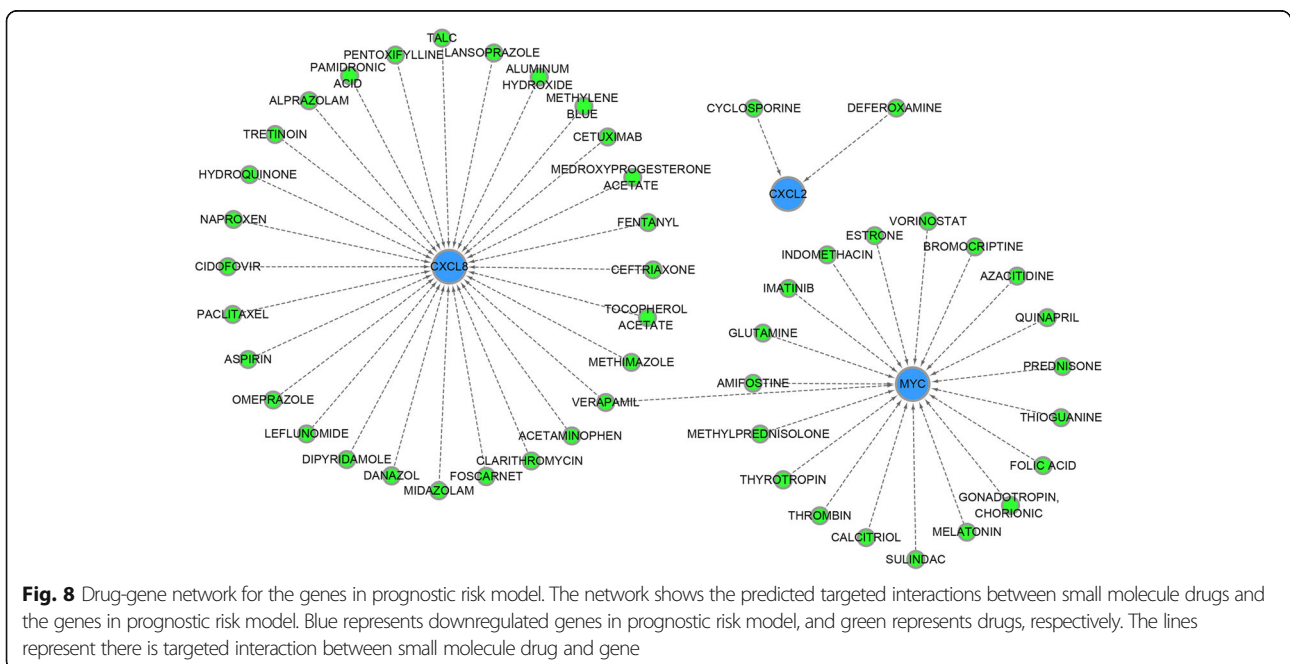 TALC
PENTOXIFYLLINE
LANSOPRAZOLE
PAMIDRONIC
ACID
ALUMINUM
HYDROXIDE
ALPRAZOLAM
METHYLENE
BLUE
TRETINOIN
CETUXIMAB
HYDROQUINONE
MEDROXYPROGESTERONE
ACETATE
NAPROXEN
FENTANYL
CXCL8
CIDOFOVIR
CEFTRIAXONE
PACLITAXEL
TOCOPHEROL
ACETATE
ASPIRIN
METHIMAZOLE
OMEPRAZOLE
VERAPAMIL
LEFLUNOMIDE
ACETAMINOPHEN
DIPYRIDAMOLE
CLARITHROMYCIN
DANAZOL
FOSCARNET
MIDAZOLAM
CYCLOSPORINE
DEFEROXAMINE
CXCL2
VORINOSTAT
ESTRONE
BROMOCRIPTINE
INDOMETHACIN
AZACITIDINE
IMATINIB
QUINAPRIL
GLUTAMINE
PREDNISONE
AMIFOSTINE
MYC
THIOGUANINE
METHYLPREDNISOLONE
FOLIC ACID
THYROTROPIN
GONADOTROPIN,
CHORIONIC
THROMBIN
MELATONIN
CALCITRIOL
SULINDAC
Fig. 8 Drug-gene network for the genes in prognostic risk model. The network shows the predicted targeted interactions between small molecule drugs and
the genes in prognostic risk model. Blue represents downregulated genes in prognostic risk model, and green represents drugs, respectively. The lines
represent there is targeted interaction between small molecule drug and gene